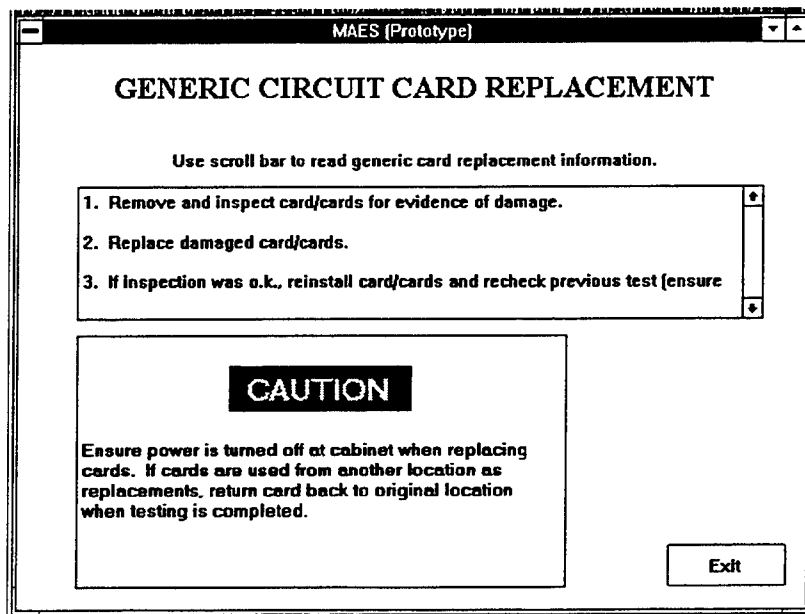 MAES (Prototype)
GENERIC CIRCUIT CARD REPLACEMENT
Use scroll bar to read generic card replacement information.
1. Remove and inspect card/cards for evidence of damage.
2. Replace damaged card/cards.
3. If inspection was o.k., reinstall card/cards and recheck previous test (ensure
CAUTION
Ensure power is turned off at cabinet when replacing
cards. If cards are used from another location as
replacements, return card back to original location
when testing is completed.
Exit